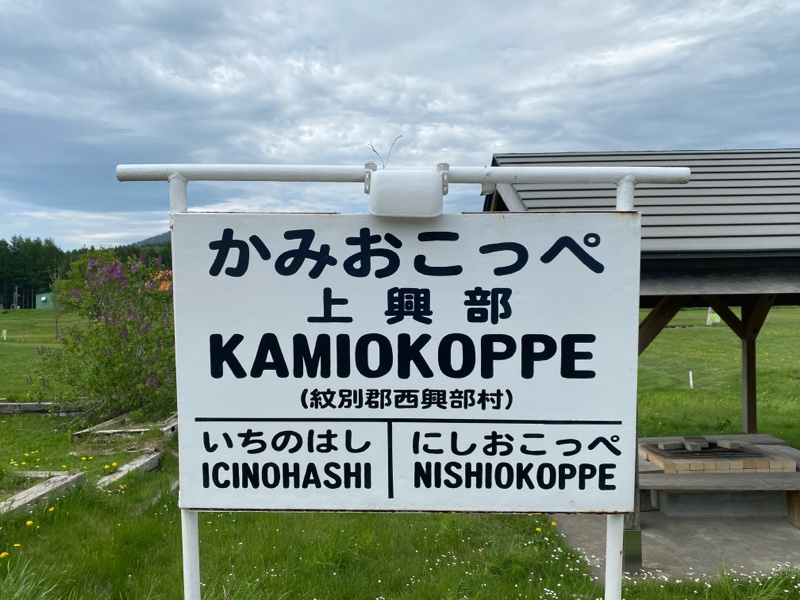 かみおこっぺ
上興部
KAMIOKOPPE
(紋別郡西興部村)
いちのはし にしおこっぺ
ICINOHASHI NISHIOKOPPE